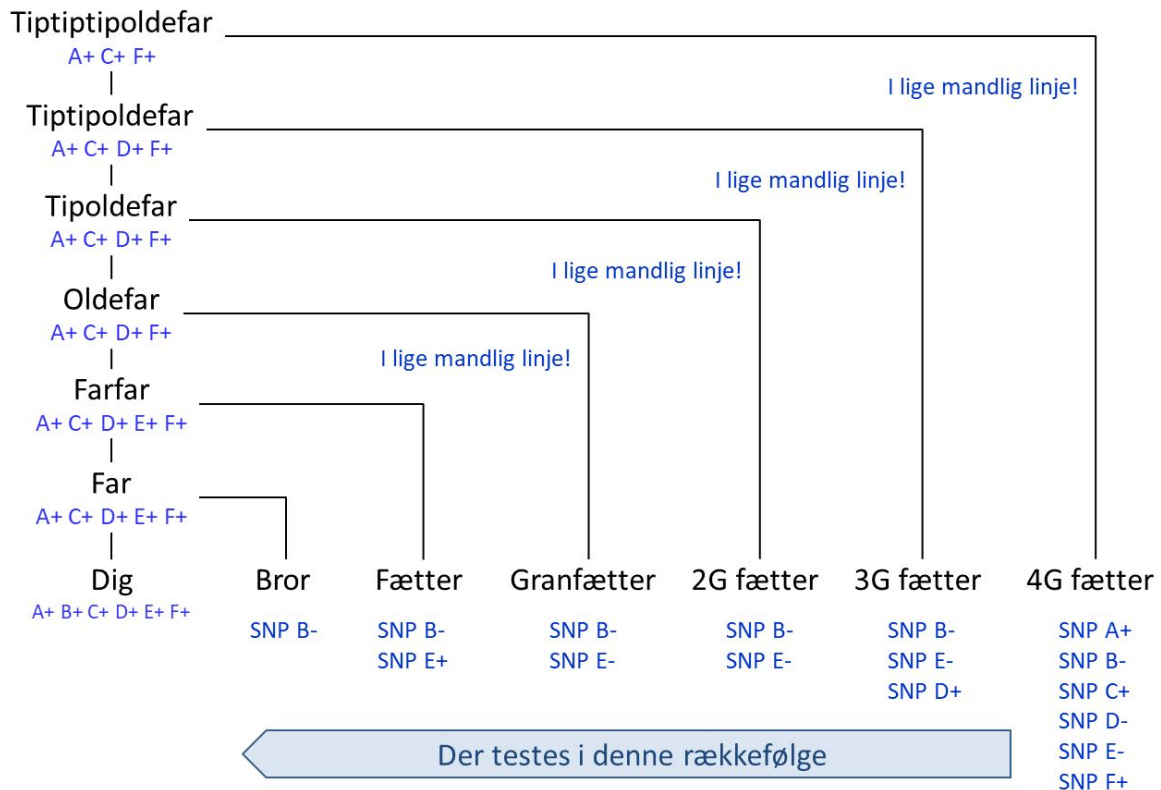 Tiptiptipoldefar
A+ C+ F+
I lige mandlig linje!
Tiptipoldefar
A+ C+ D+ F+
I lige mandlig linje!
Tipoldefar
A+ C+ D+ F+
I lige mandlig linje!
Oldefar
A+ C+ D+ F+
I lige mandlig linje!
Farfar
A+ C+ D+ E+ F+
Far
A+ C+ D+ E+ F+
Dig
A+ B+ C+ D+ E+ F+
Bror
SNP B-
Fætter
SNP B-
SNP E+
Granfætter
SNP B-
SNP E-
2G fætter
SNP B-
SNP E-
3G fætter
SNP B-
SNP E-
SNP D+
4G fætter
SNP A+
SNP B-
SNP C+
SNP D-
SNP E-
SNP F+
Der testes i denne rækkefølge